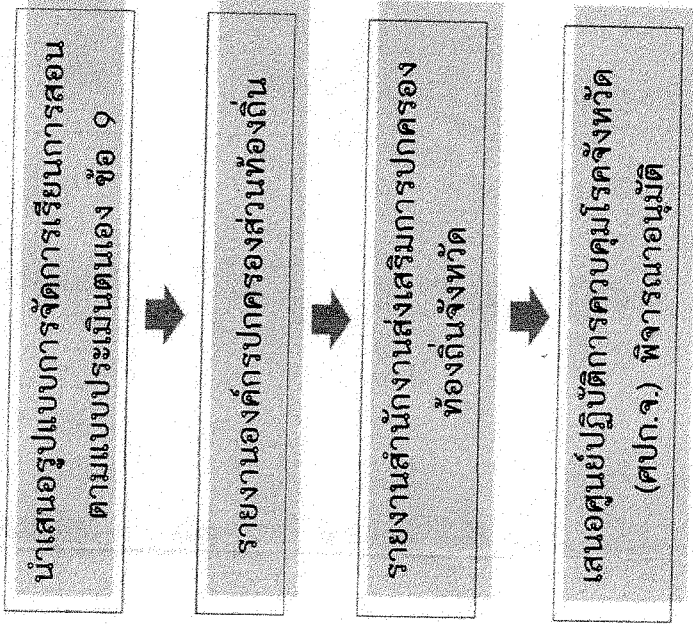 นำเสนอรูปแบบการจัดการเรียนการสอน
ตามแบบประเมินตนเอง ข้อ ๑
รายงานองค์กรปกครองส่วนท้องถิ่น
รายงานสำนักงานส่งเสริมการปกครอง
ท้องถิ่นจังหวัด
เสนอศูนย์ปฏิบัติการควบคุมโรคจังหวัด
(ศปก.จ.) พิจารณาอนุมัติ